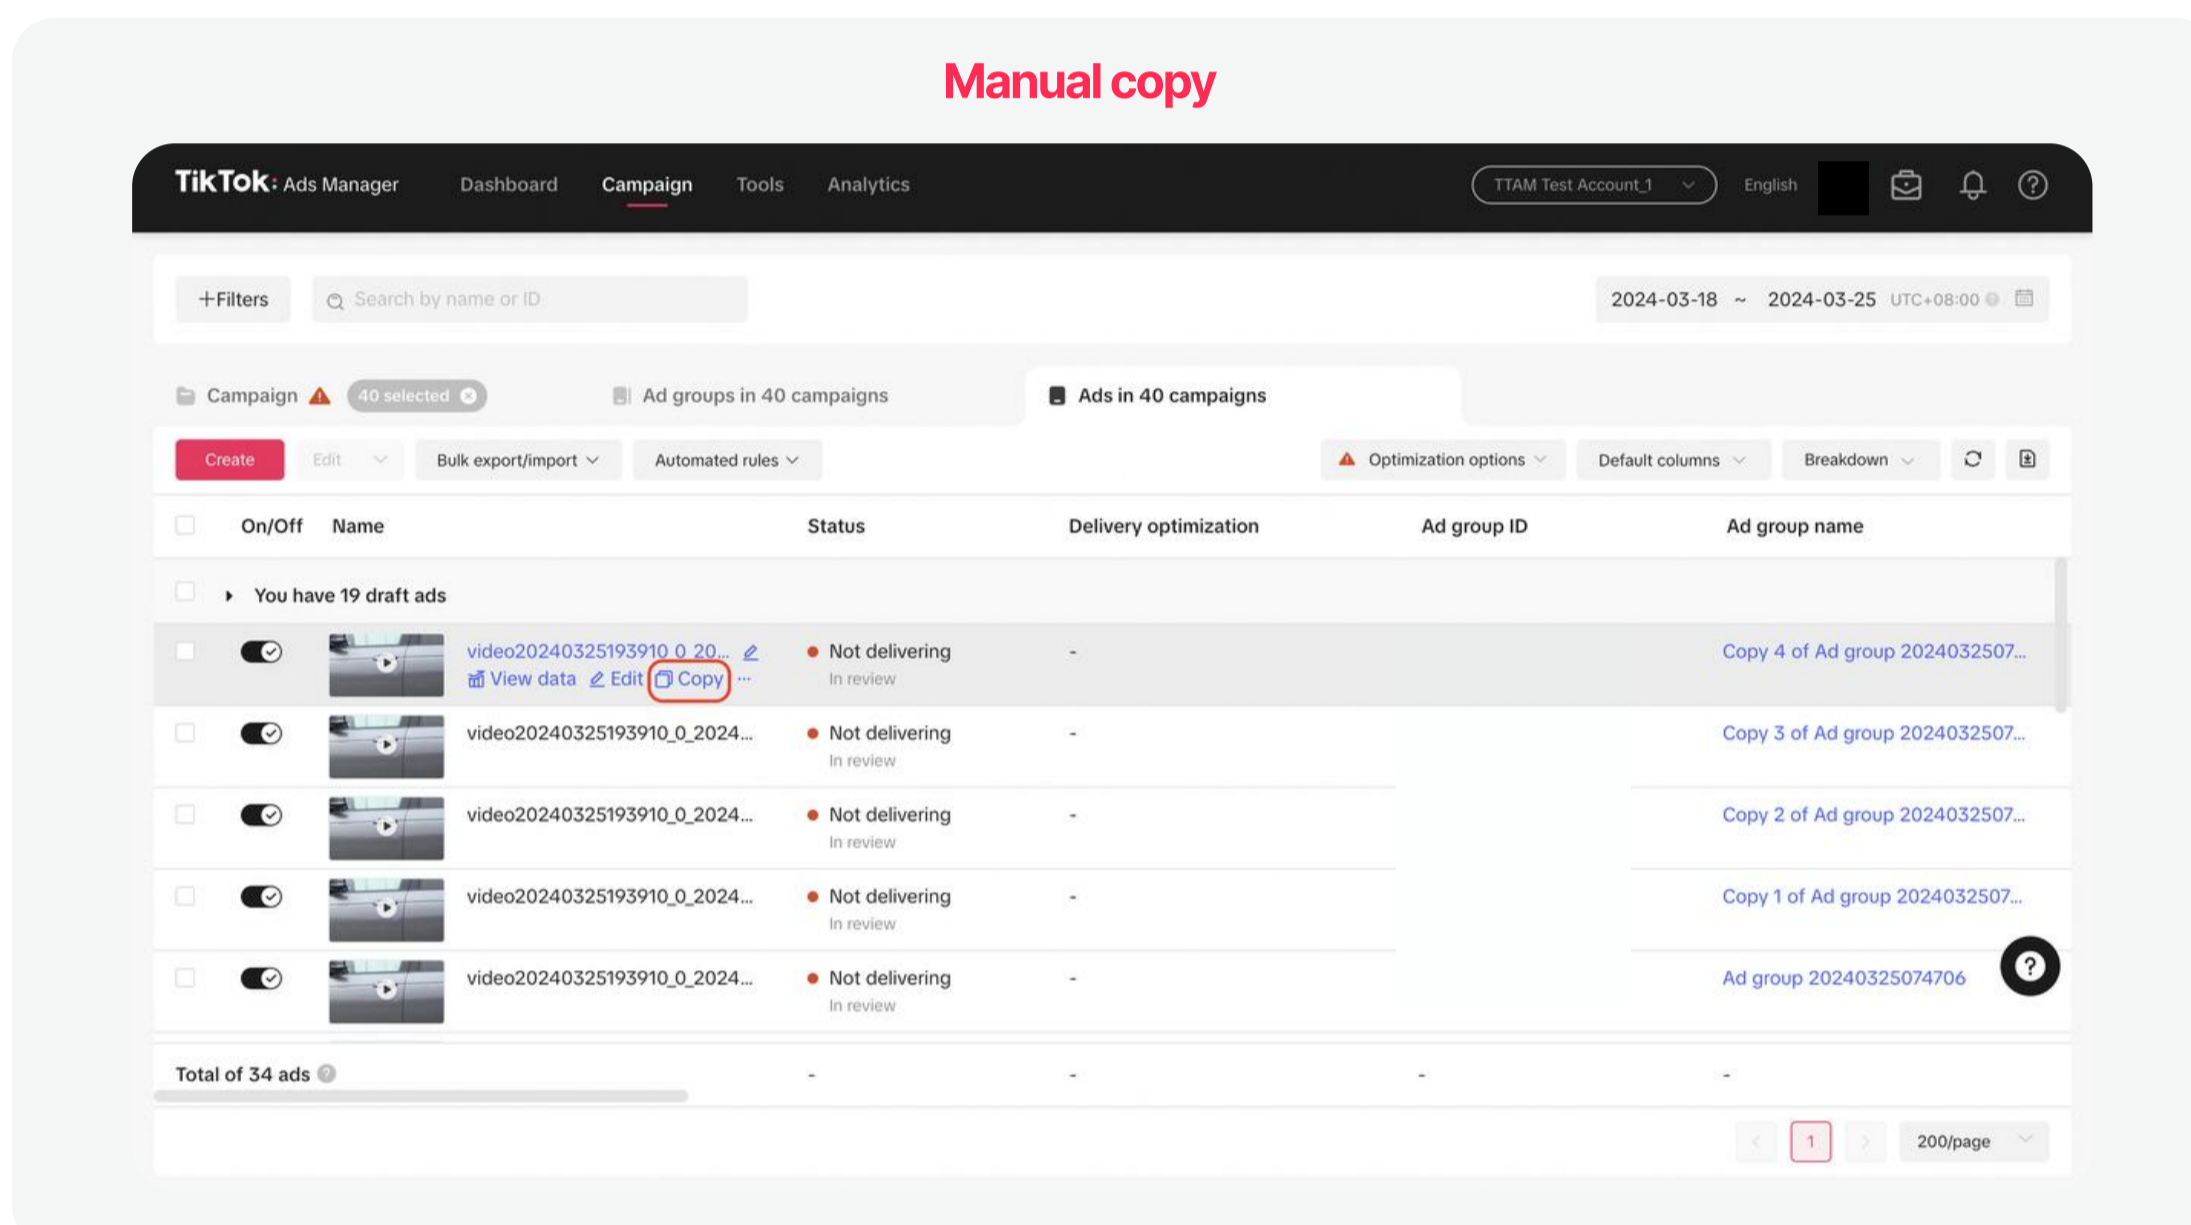 Manual copy
TikTok: Ads Manager Dashboard Campaign Tools Analytics TTAM Test Account_1 English
+Filters Search by name or ID 2024-03-18 ~ 2024-03-25 UTC+08:00
Campaign 40 selected Ad groups in 40 campaigns Ads in 40 campaigns
Create Edit Bulk export/import Automated rules Optimization options Default columns Breakdown
On/Off Name Status Delivery optimization Ad group ID Ad group name
You have 19 draft ads
video20240325193910_0_20... Not delivering - Copy 4 of Ad group 2024032507...
View data Edit Copy ... In review
video20240325193910_0_2024... Not delivering - Copy 3 of Ad group 2024032507...
In review
video20240325193910_0_2024... Not delivering - Copy 2 of Ad group 2024032507...
In review
video20240325193910_0_2024... Not delivering - Copy 1 of Ad group 2024032507...
In review
video20240325193910_0_2024... Not delivering - Ad group 20240325074706
In review
Total of 34 ads - - - -
< 1 > 200/page